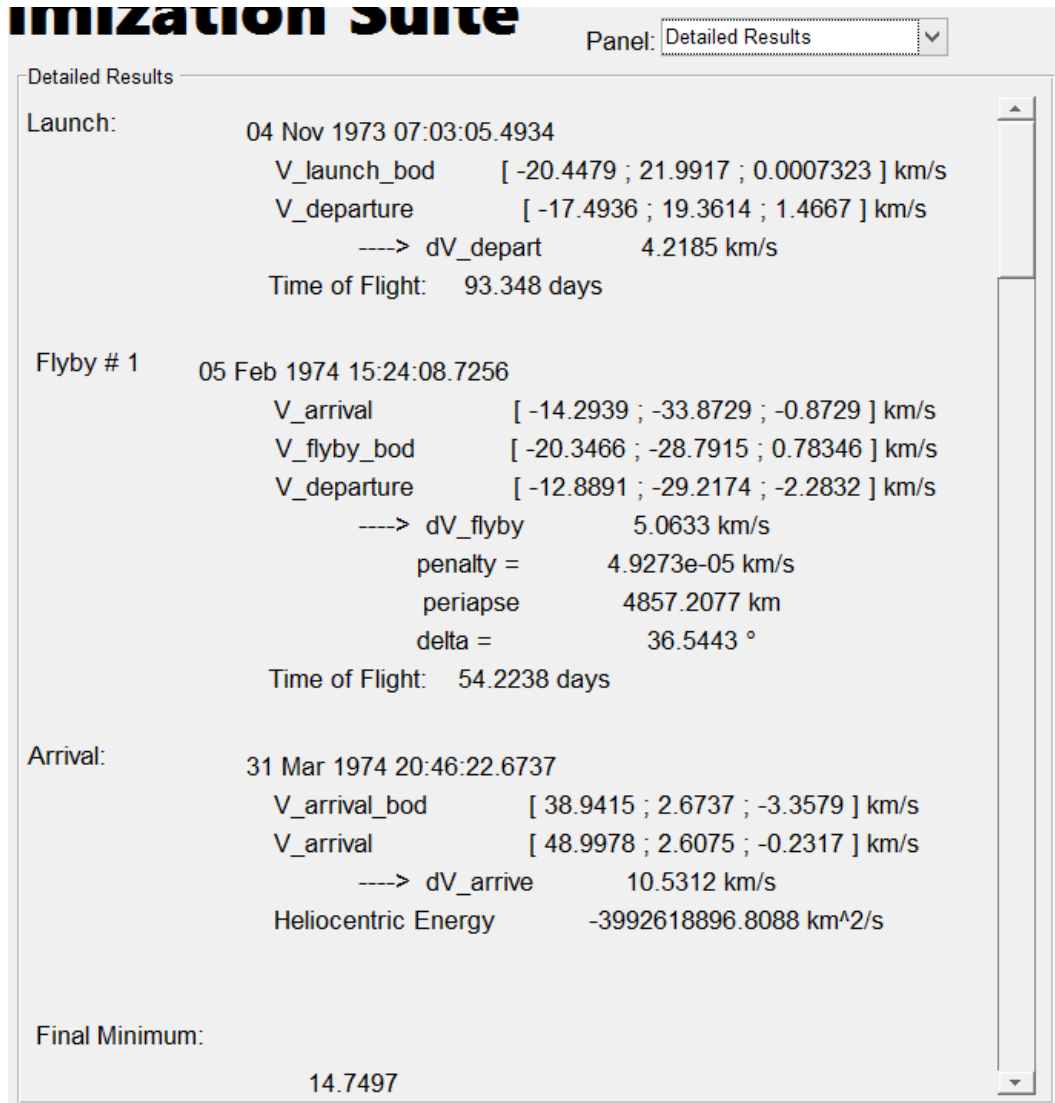 imization Suite
Panel: Detailed Results
Detailed Results
Launch:
04 Nov 1973 07:03:05.4934
V_launch_bod [ -20.4479 ; 21.9917 ; 0.0007323 ] km/s
V_departure [ -17.4936 ; 19.3614 ; 1.4667 ] km/s
----> dV_depart 4.2185 km/s
Time of Flight: 93.348 days
Flyby # 1
05 Feb 1974 15:24:08.7256
V_arrival [ -14.2939 ; -33.8729 ; -0.8729 ] km/s
V_flyby_bod [ -20.3466 ; -28.7915 ; 0.78346 ] km/s
V_departure [ -12.8891 ; -29.2174 ; -2.2832 ] km/s
----> dV_flyby 5.0633 km/s
penalty = 4.9273e-05 km/s
periapse 4857.2077 km
delta = 36.5443 °
Time of Flight: 54.2238 days
Arrival:
31 Mar 1974 20:46:22.6737
V_arrival_bod [ 38.9415 ; 2.6737 ; -3.3579 ] km/s
V_arrival [ 48.9978 ; 2.6075 ; -0.2317 ] km/s
----> dV_arrive 10.5312 km/s
Heliocentric Energy -3992618896.8088 km^2/s
Final Minimum:
14.7497